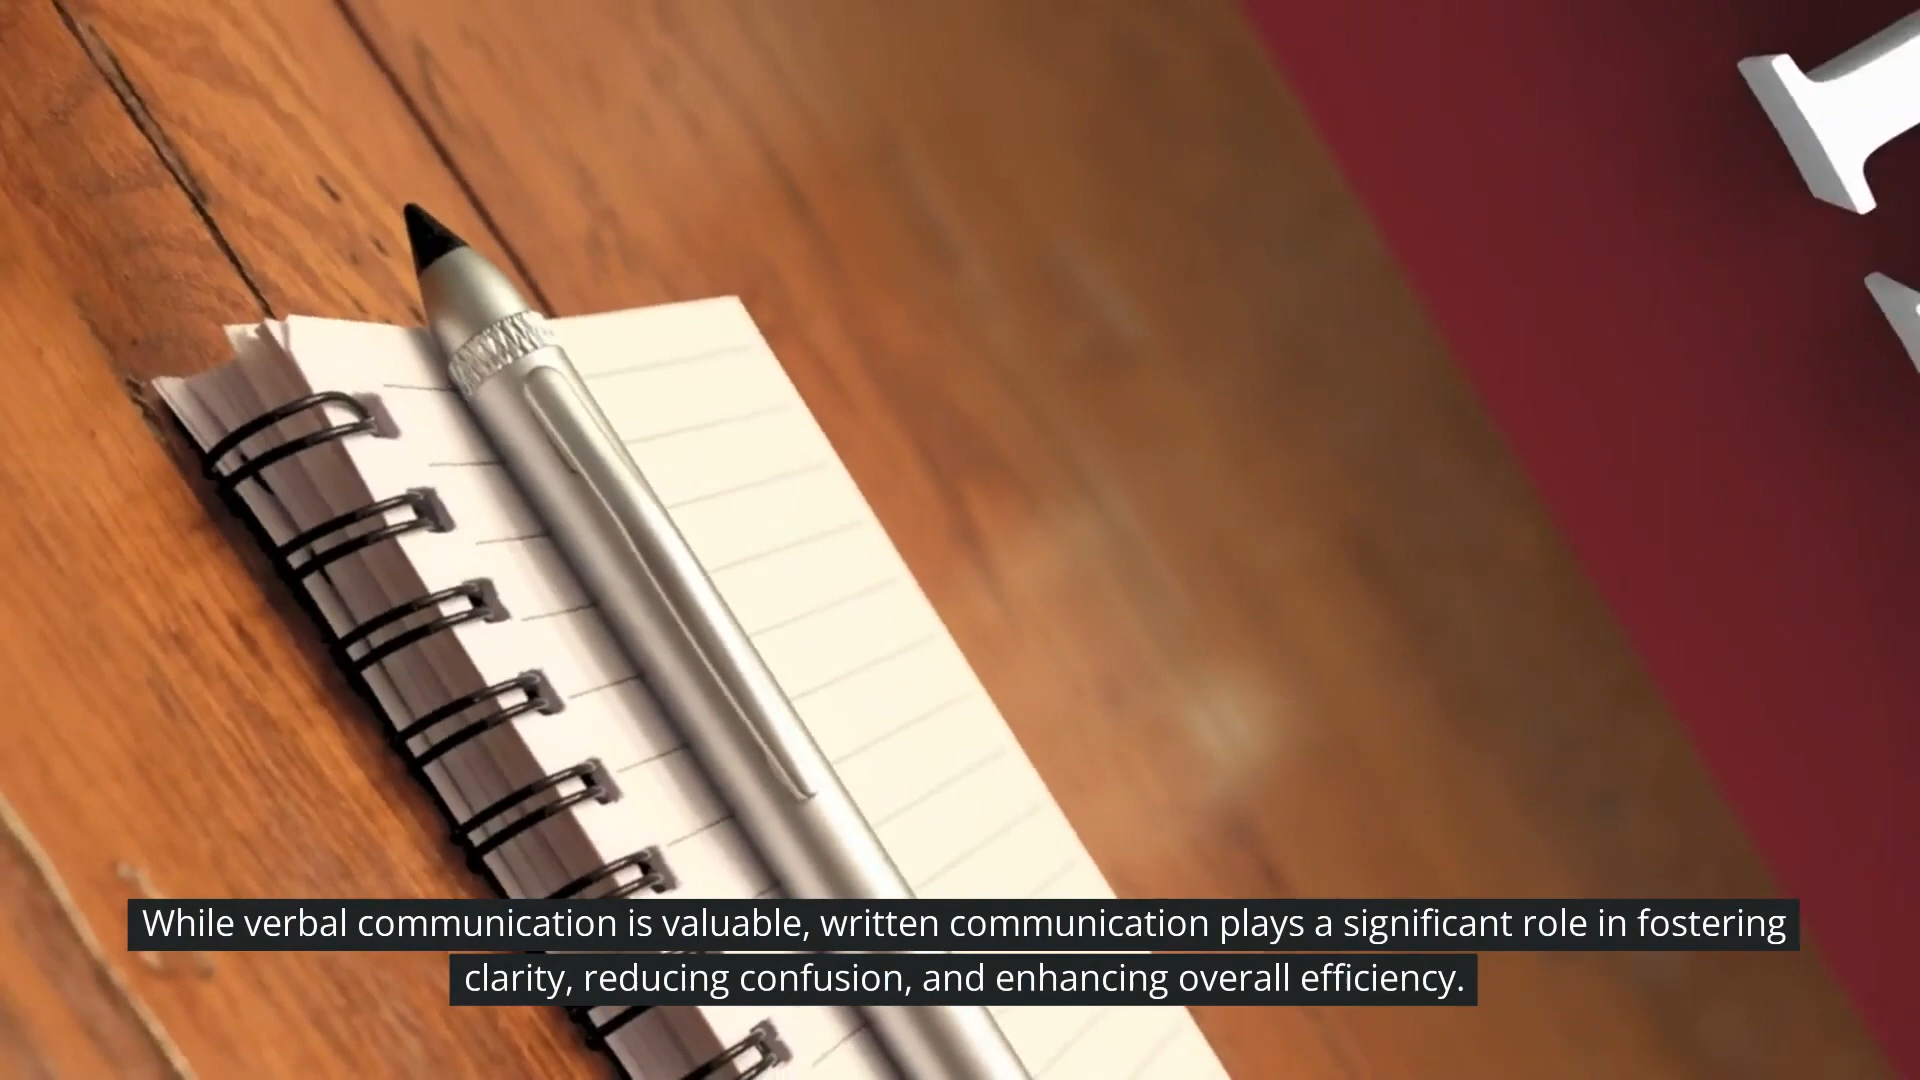 While verbal communication is valuable, written communication plays a significant role in fostering
clarity, reducing confusion, and enhancing overall efficiency.